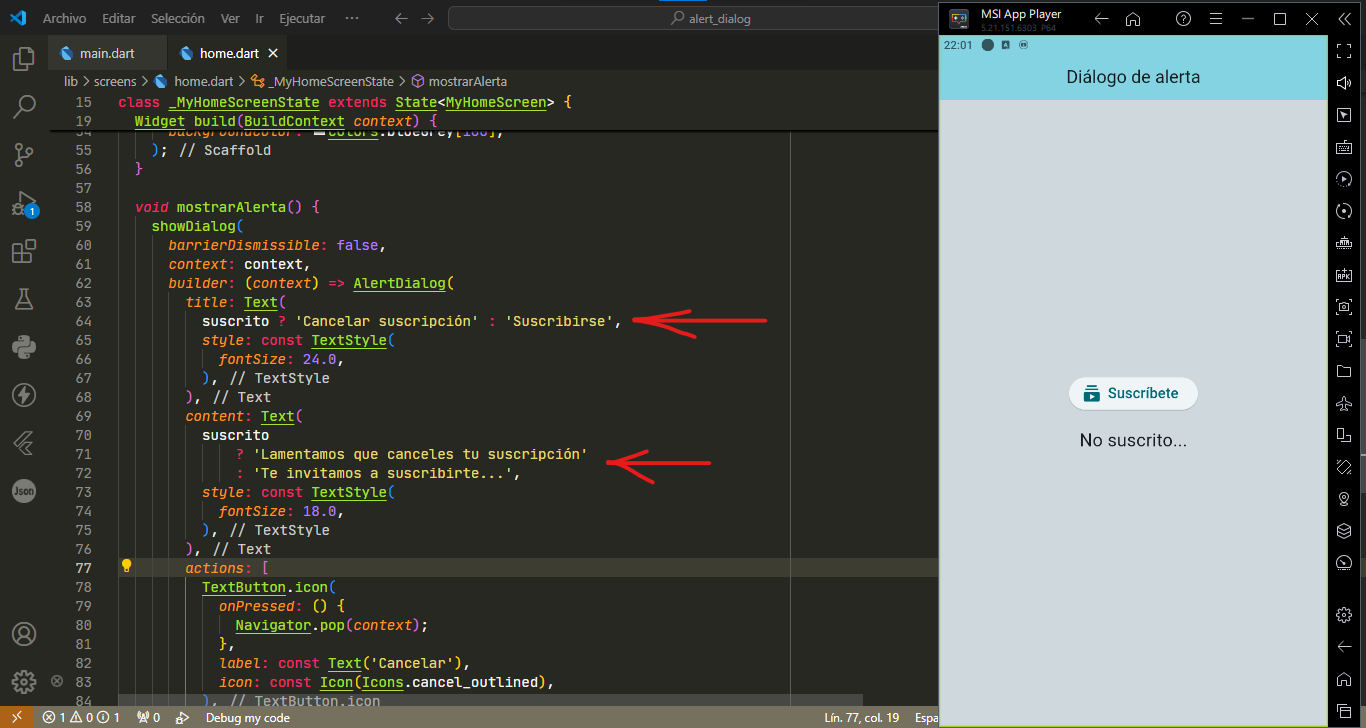 Archivo Editar Selección Ver Ir Ejecutar ··· alert_dialog
main.dart home.dart
lib > screens > home.dart > _MyHomeScreenState > mostrarAlerta
15 class _MyHomeScreenState extends State<MyHomeScreen> {
19 Widget build(BuildContext context) {
54 backgroundColor: Colors.blueGrey[100],
55 ); // Scaffold
56 }
57
58 void mostrarAlerta() {
59 showDialog(
60 barrierDismissible: false,
61 context: context,
62 builder: (context) => AlertDialog(
63 title: Text(
64 suscrito ? 'Cancelar suscripción' : 'Suscribirse',
65 style: const TextStyle(
66 fontSize: 24.0,
67 ), // TextStyle
68 ), // Text
69 content: Text(
70 suscrito
71 ? 'Lamentamos que canceles tu suscripción'
72 : 'Te invitamos a suscribirte...',
73 style: const TextStyle(
74 fontSize: 18.0,
75 ), // TextStyle
76 ), // Text
77 actions: [
78 TextButton.icon(
79 onPressed: () {
80 Navigator.pop(context);
81 },
82 label: const Text('Cancelar'),
83 icon: const Icon(Icons.cancel_outlined),
84 ), // TextButton.icon
1
Json
1 0 1 0 Debug my code Lín. 77, col. 19 Espa
MSI App Player
5.21.151.6303 P64
22:01 A
Diálogo de alerta
Suscríbete
No suscrito...
APK